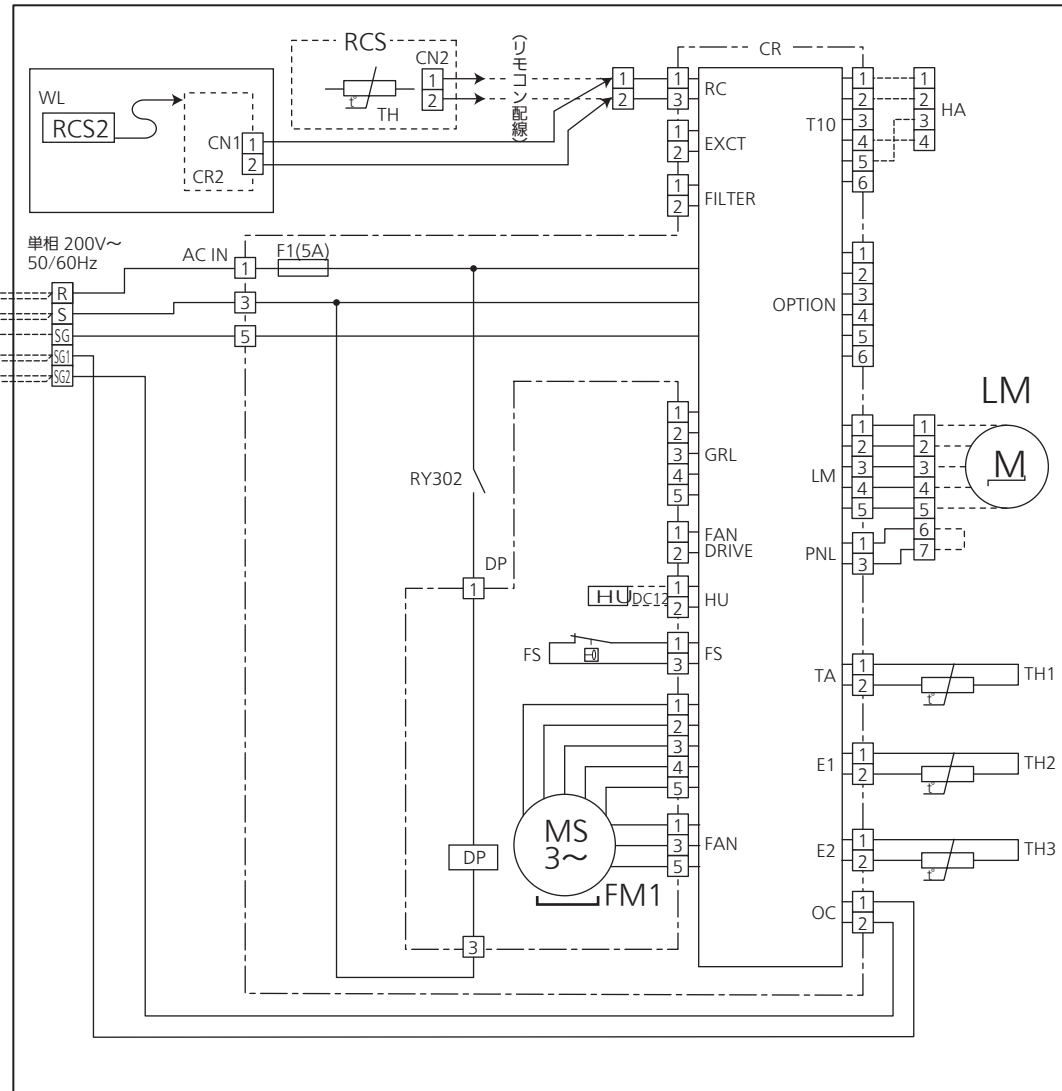 RCS
CN2
1
2
t°
TH
(リモコン配線)
1
2
WL
RCS2
CN1
1
2
CR2
CR
1
3
RC
1
2
EXCT
1
2
FILTER
1
2
3
4
5
6
T10
1
2
3
4
HA
単相 200V~
50/60Hz
AC IN
1
3
5
F1(5A)
R
S
SG
SG1
SG2
1
2
3
4
5
6
OPTION
RY302
1
2
3
4
5
GRL
1
2
FAN
DRIVE
DP
1
HU
DC12
1
2
HU
FS
1
3
FS
1
2
3
4
5
1
3
5
FAN
MS
3~
FM1
DP
3
LM
LM
1
2
3
4
5
1
2
3
4
5
6
7
M
PNL
1
3
TA
1
2
t°
TH1
E1
1
2
t°
TH2
E2
1
2
t°
TH3
OC
1
2